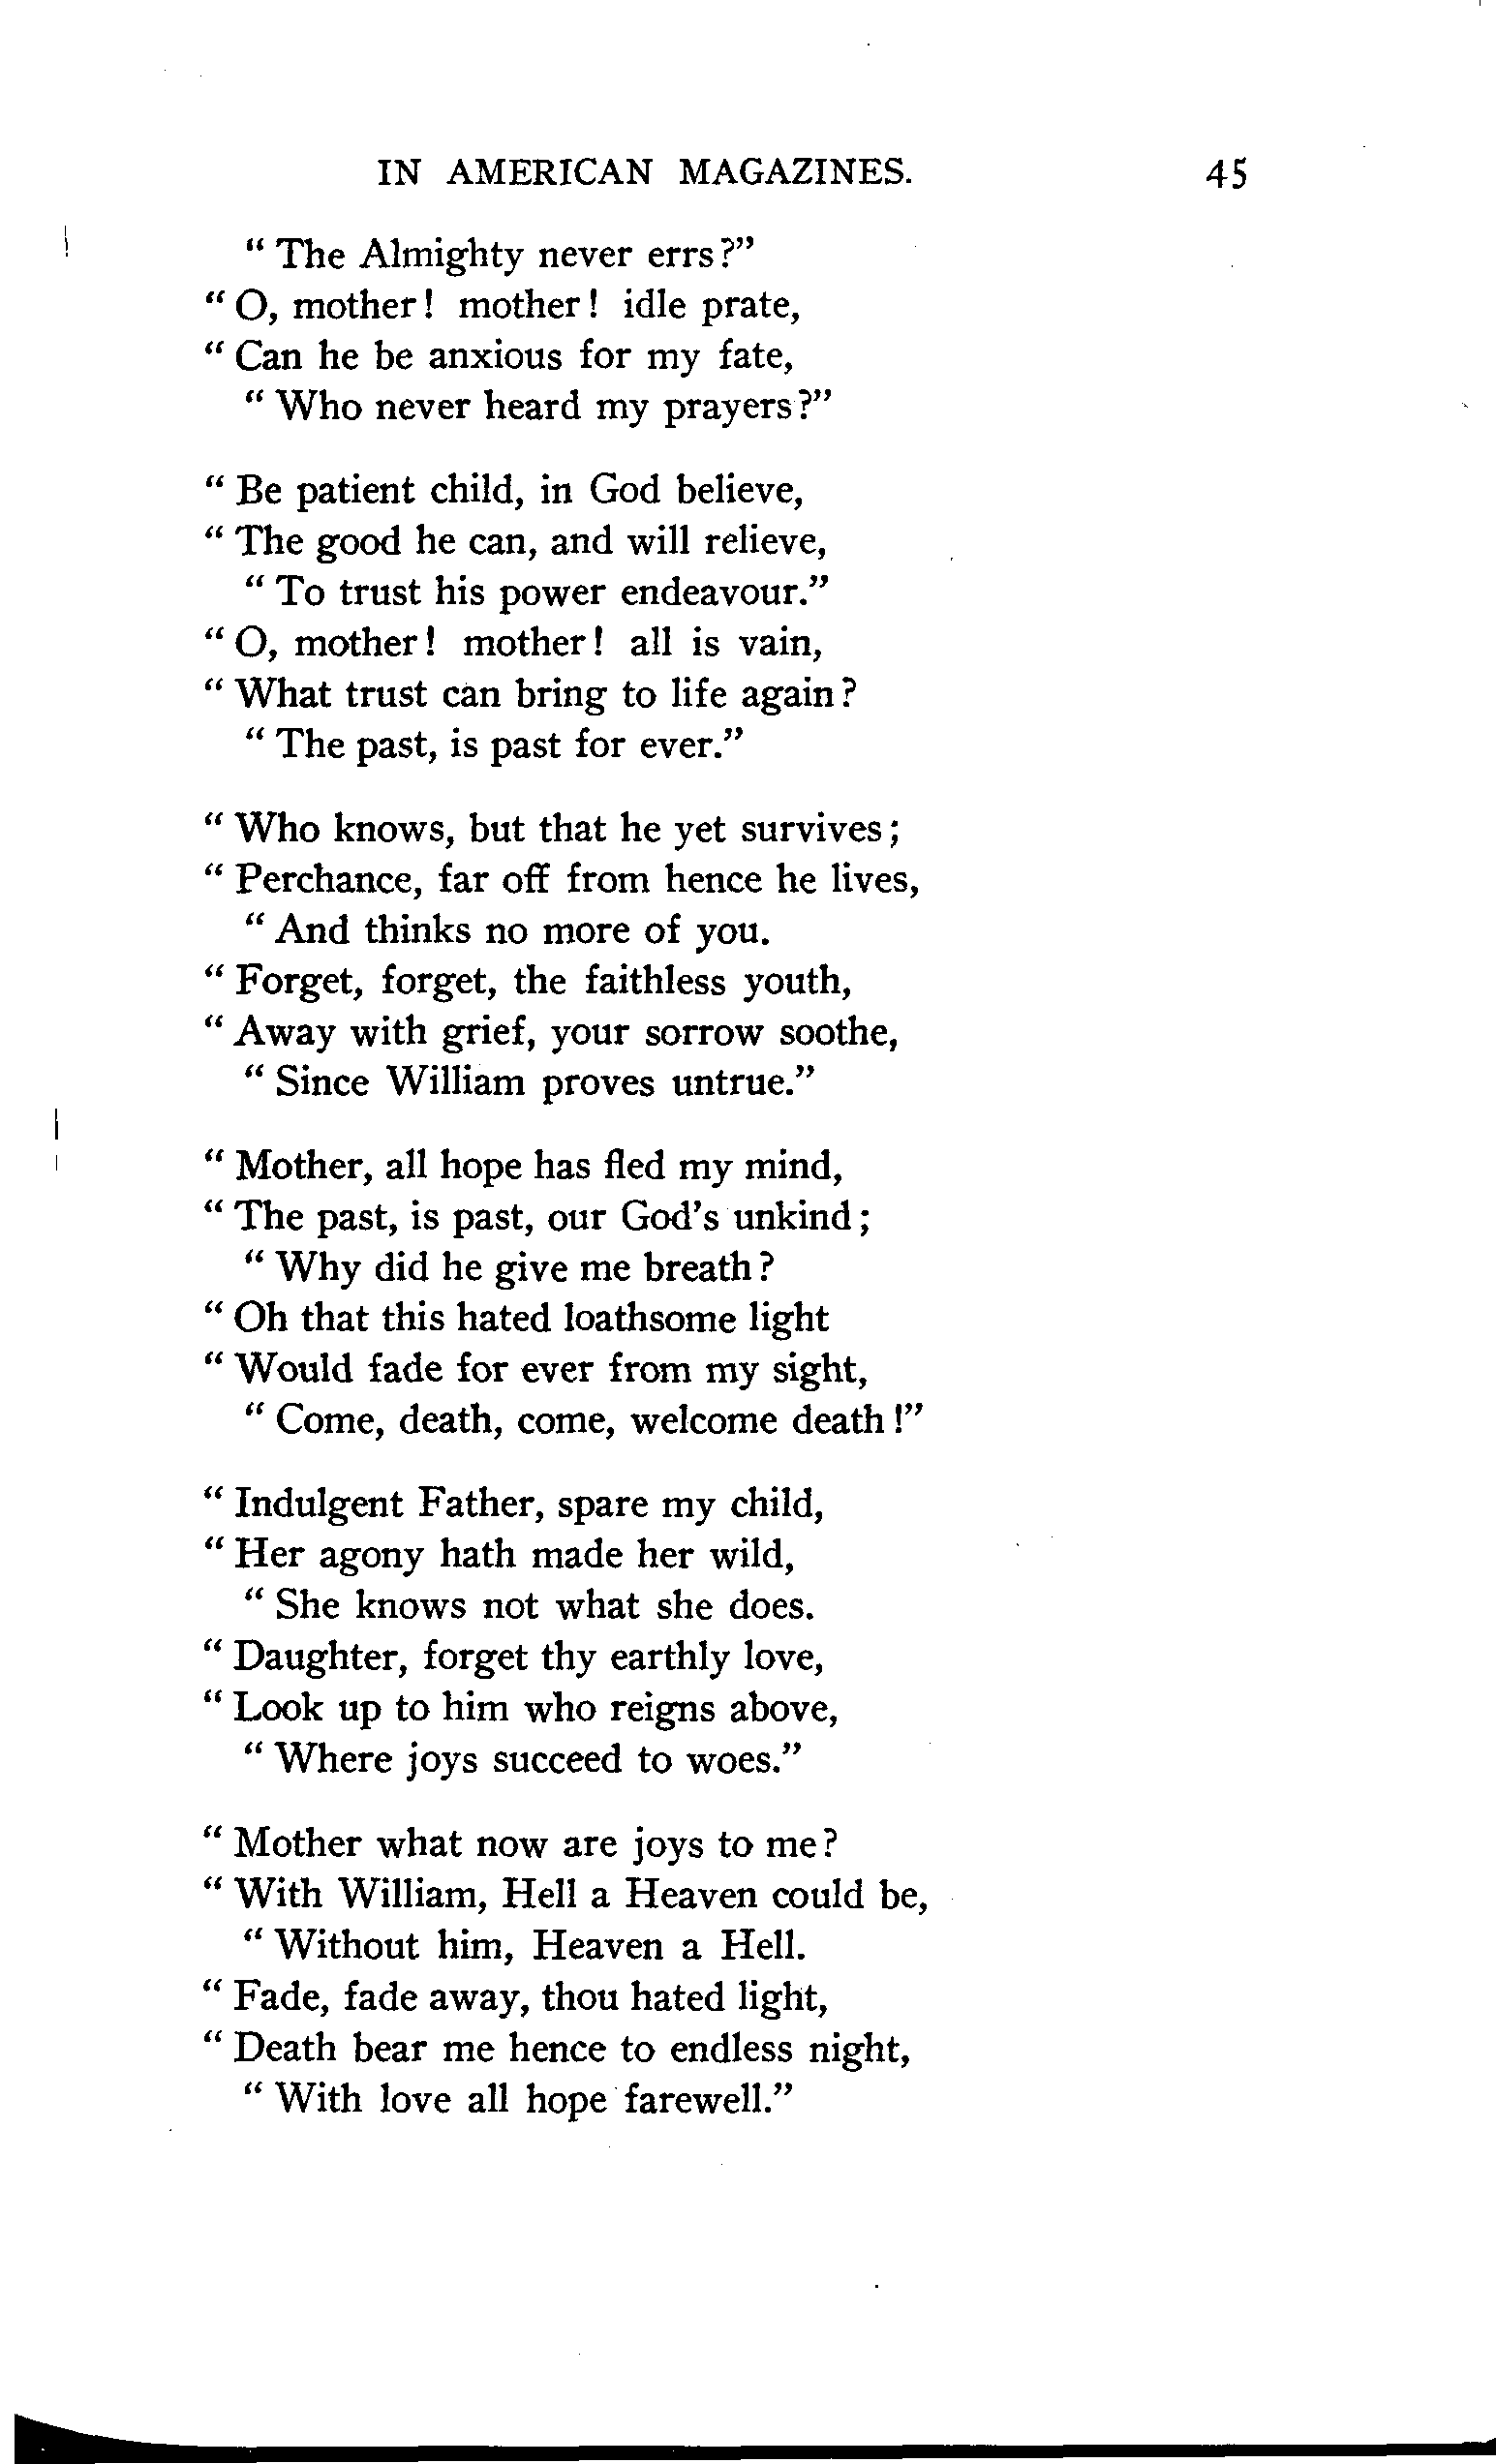 IN AMERICAN MAGAZINES. 45
“ The Almighty never errs?”
“ O, mother! mother! idle prate,
“ Can he be anxious for my fate,
“ Who never heard my prayers?”
“ Be patient child, in God believe,
“ The good he can, and will relieve,
“ To trust his power endeavour.”
“ O, mother! mother! all is vain,
“ What trust can bring to life again?
“ The past, is past for ever.”
“ Who knows, but that he yet survives;
“ Perchance, far off from hence he lives,
“ And thinks no more of you.
“ Forget, forget, the faithless youth,
“ Away with grief, your sorrow soothe,
“ Since William proves untrue.”
“ Mother, all hope has fled my mind,
“ The past, is past, our God's unkind;
“ Why did he give me breath?
“ Oh that this hated loathsome light
“ Would fade for ever from my sight,
“ Come, death, come, welcome death!”
“ Indulgent Father, spare my child,
“ Her agony hath made her wild,
“ She knows not what she does.
“ Daughter, forget thy earthly love,
“ Look up to him who reigns above,
“ Where joys succeed to woes.”
“ Mother what now are joys to me?
“ With William, Hell a Heaven could be,
“ Without him, Heaven a Hell.
“ Fade, fade away, thou hated light,
“ Death bear me hence to endless night,
“ With love all hope farewell.”